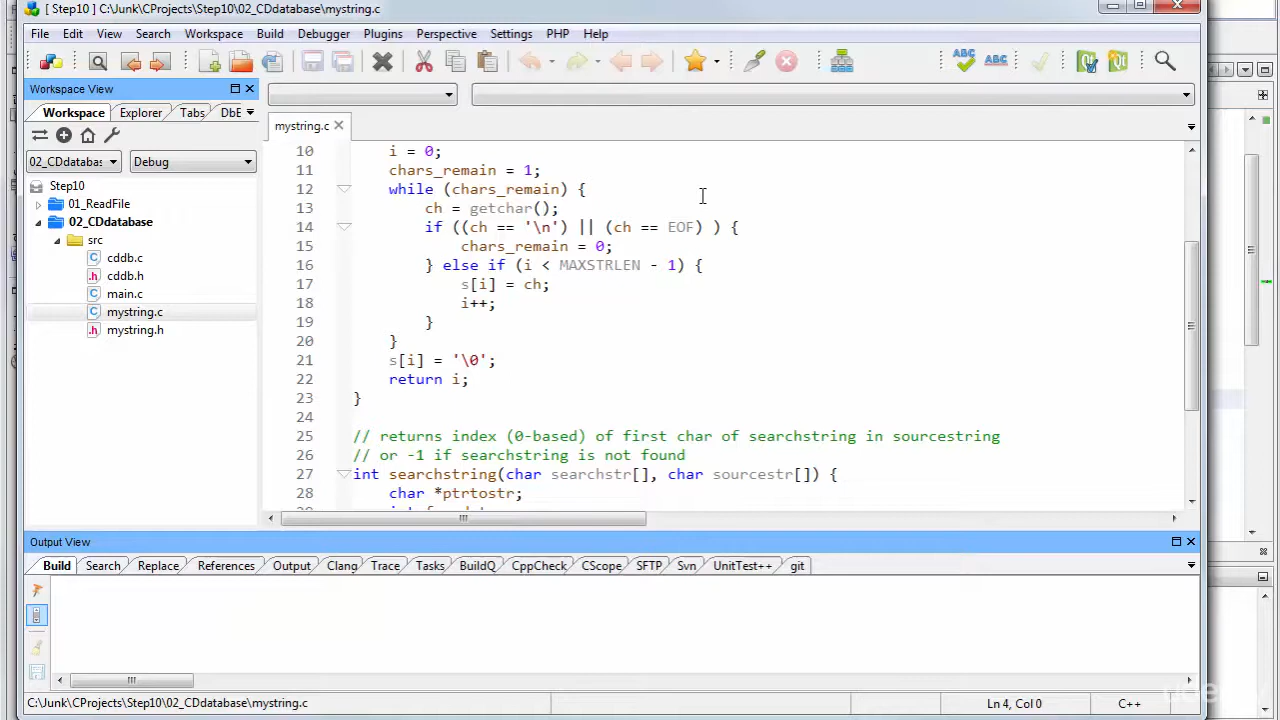 [ Step10 ] C:\Junk\CProjects\Step10\02_CDdatabase\mystring.c
File Edit View Search Workspace Build Debugger Plugins Perspective Settings PHP Help
ABC ABC
Workspace View
Workspace Explorer Tabs DbE
mystring.c
02_CDdatabas Debug
Step10
01_ReadFile
02_CDdatabase
src
cddb.c
cddb.h
main.c
mystring.c
mystring.h
10 i = 0;
11 chars_remain = 1;
12 while (chars_remain) {
13 ch = getchar();
14 if ((ch == '\n') || (ch == EOF) ) {
15 chars_remain = 0;
16 } else if (i < MAXSTRLEN - 1) {
17 s[i] = ch;
18 i++;
19 }
20 }
21 s[i] = '\0';
22 return i;
23 }
24
25 // returns index (0-based) of first char of searchstring in sourcestring
26 // or -1 if searchstring is not found
27 int searchstring(char searchstr[], char sourcestr[]) {
28 char *ptrtostr;
Output View
Build Search Replace References Output Clang Trace Tasks BuildQ CppCheck CScope SFTP Svn UnitTest++ git
C:\Junk\CProjects\Step10\02_CDdatabase\mystring.c Ln 4, Col 0 C++